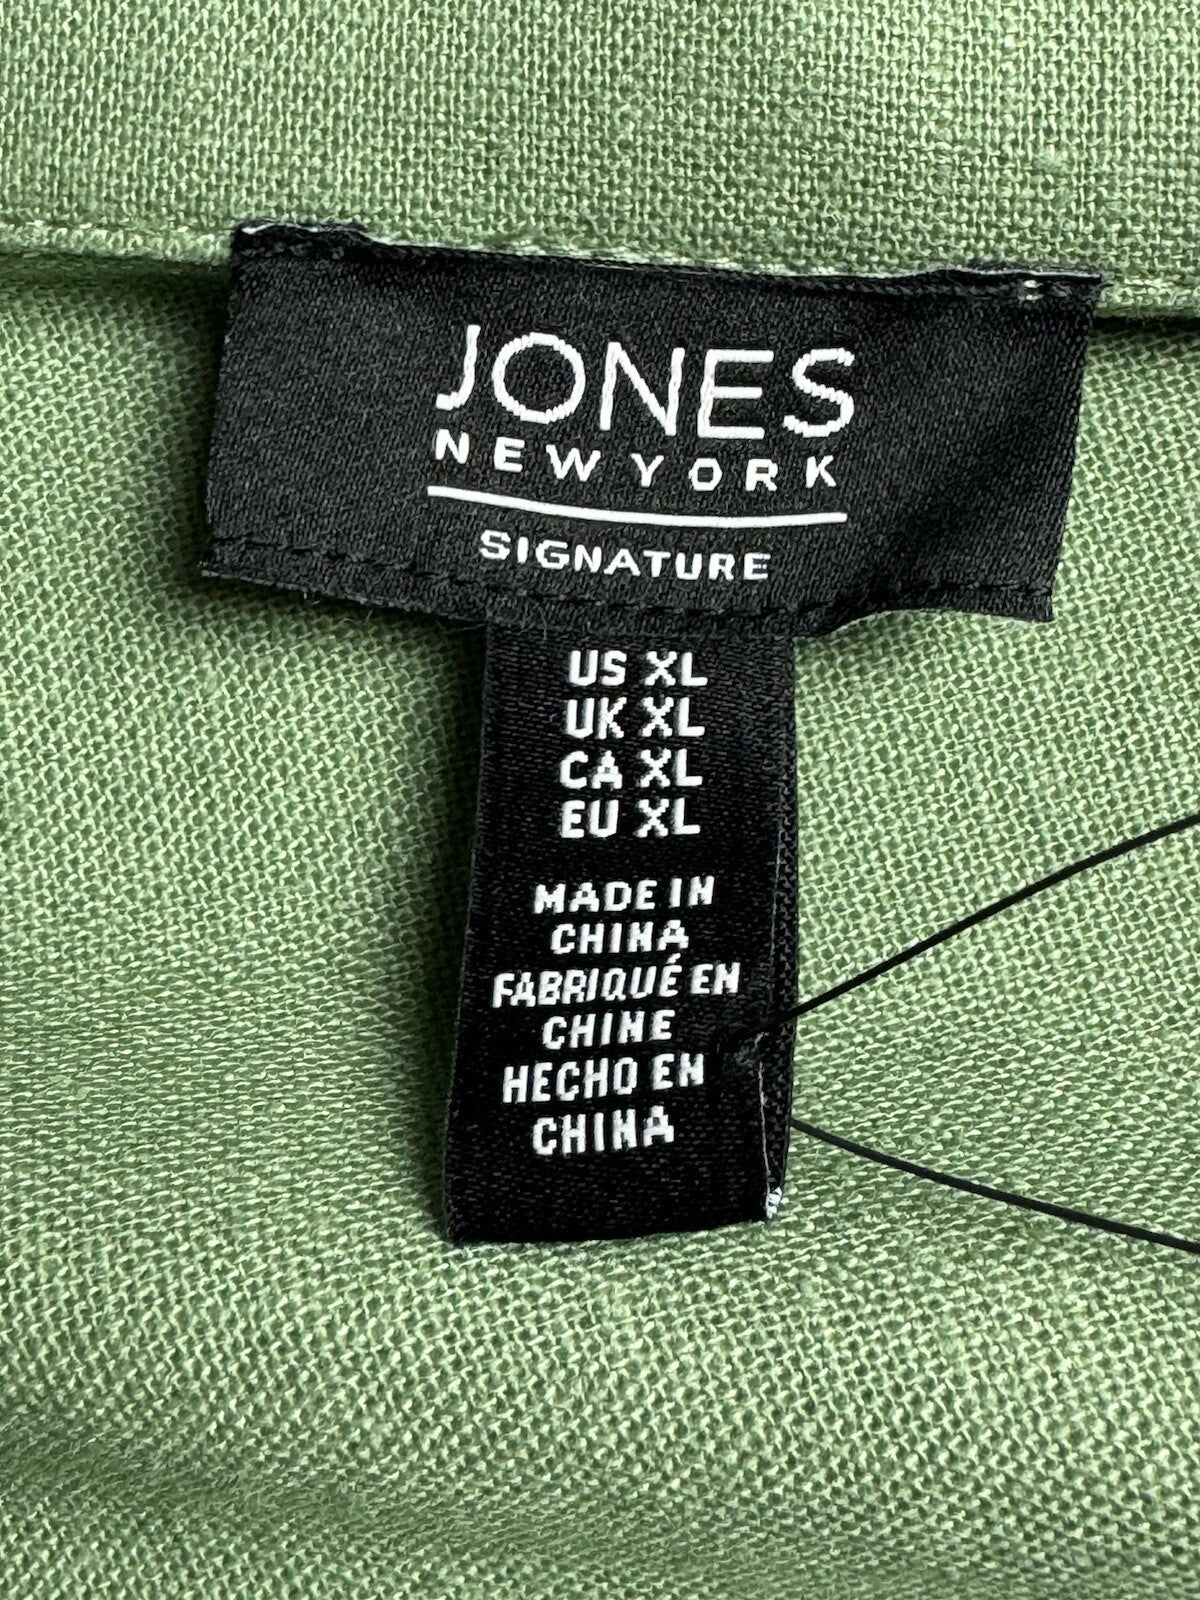 JONES
NEW YORK
SIGNATURE
US XL
UK XL
CA XL
EU XL
MADE IN
CHINA
FABRIQUÉ EN
CHINE
HECHO EN
CHINA